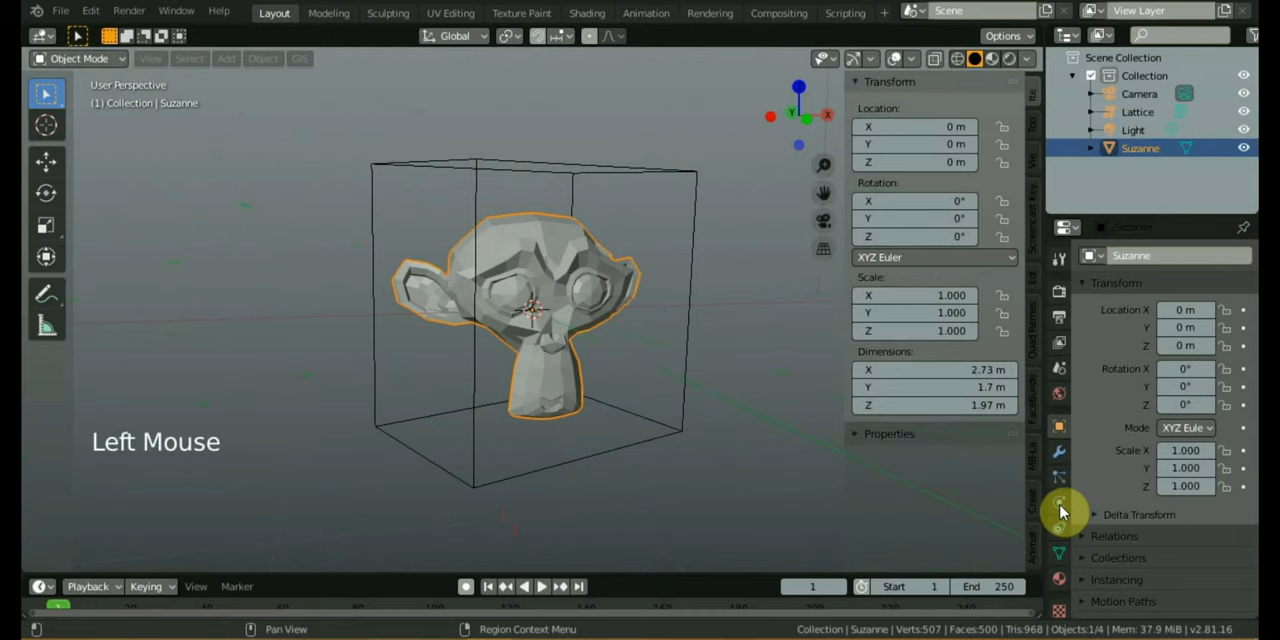 File Edit Render Window Help Layout Modeling Sculpting UV Editing Texture Paint Shading Animation Rendering Compositing Scripting + Scene View Layer
Global Options
Object Mode View Select Add Object GIS
User Perspective
(1) Collection | Suzanne
Transform
Location:
X 0 m
Y 0 m
Z 0 m
Rotation:
X 0°
Y 0°
Z 0°
XYZ Euler
Scale:
X 1.000
Y 1.000
Z 1.000
Dimensions:
X 2.73 m
Y 1.7 m
Z 1.97 m
Properties
Screencast Key
Scene Collection
Collection
Camera
Lattice
Light
Suzanne
Suzanne
Suzanne
Transform
Location X 0 m
Y 0 m
Z 0 m
Rotation X 0°
Y 0°
Z 0°
Mode XYZ Eule
Scale X 1.000
Y 1.000
Z 1.000
Delta Transform
Relations
Collections
Instancing
Motion Paths
Left Mouse
Playback Keying View Marker 1 Start 1 End 250
Pan View Region Context Menu Collection | Suzanne | Verts:507 | Faces:500 | Tris:968 | Objects:1/4 | Mem: 37.9 MiB | v2.81.16